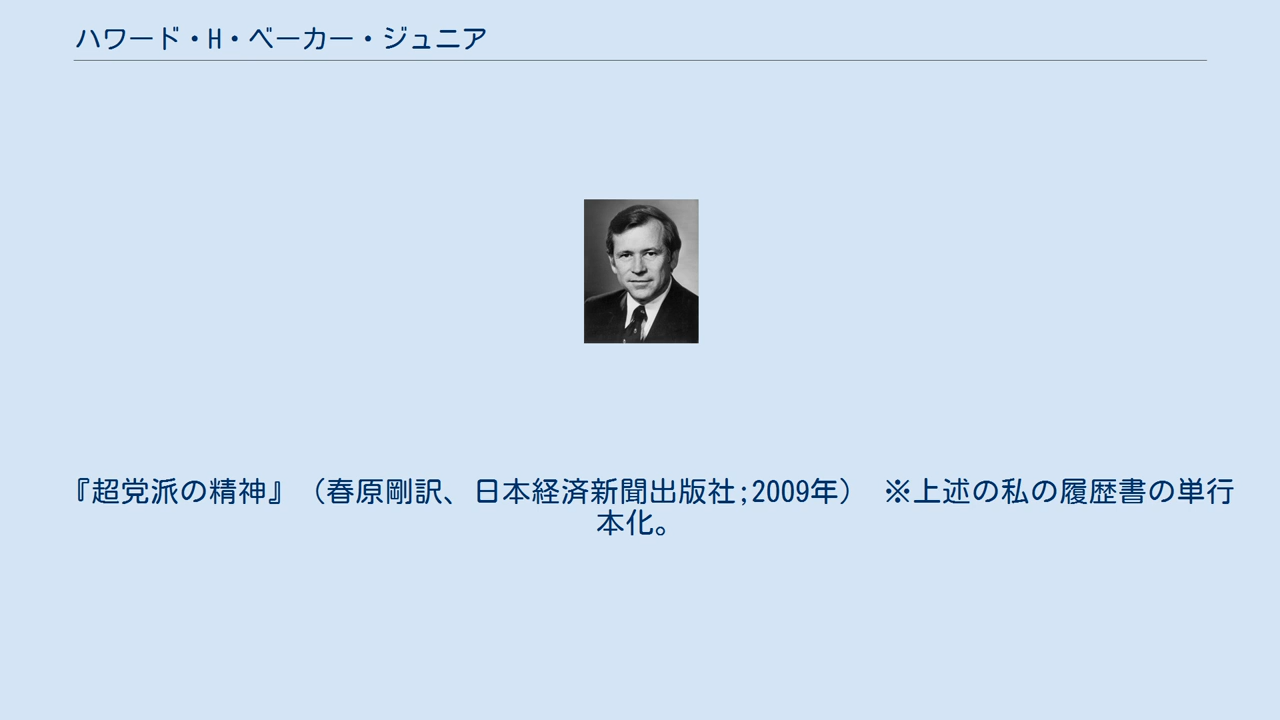 ハワード・H・ベーカー・ジュニア
『超党派の精神』（春原剛訳、日本経済新聞出版社;2009年）　※上述の私の履歴書の単行
本化。